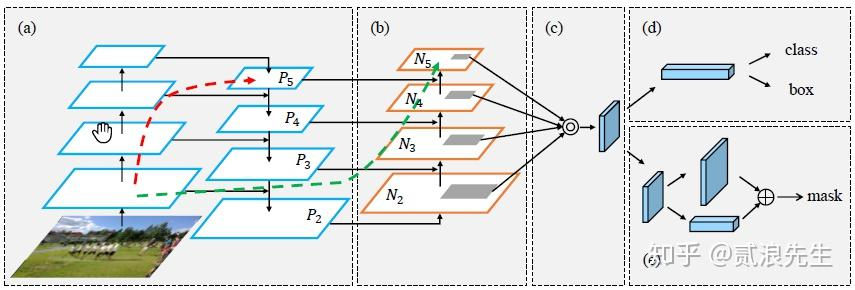 (a)
P5
P4
P3
P2
(b)
N5
N4
N3
N2
(c)
(d)
class
box
(e)
mask
知乎 @贰浪先生